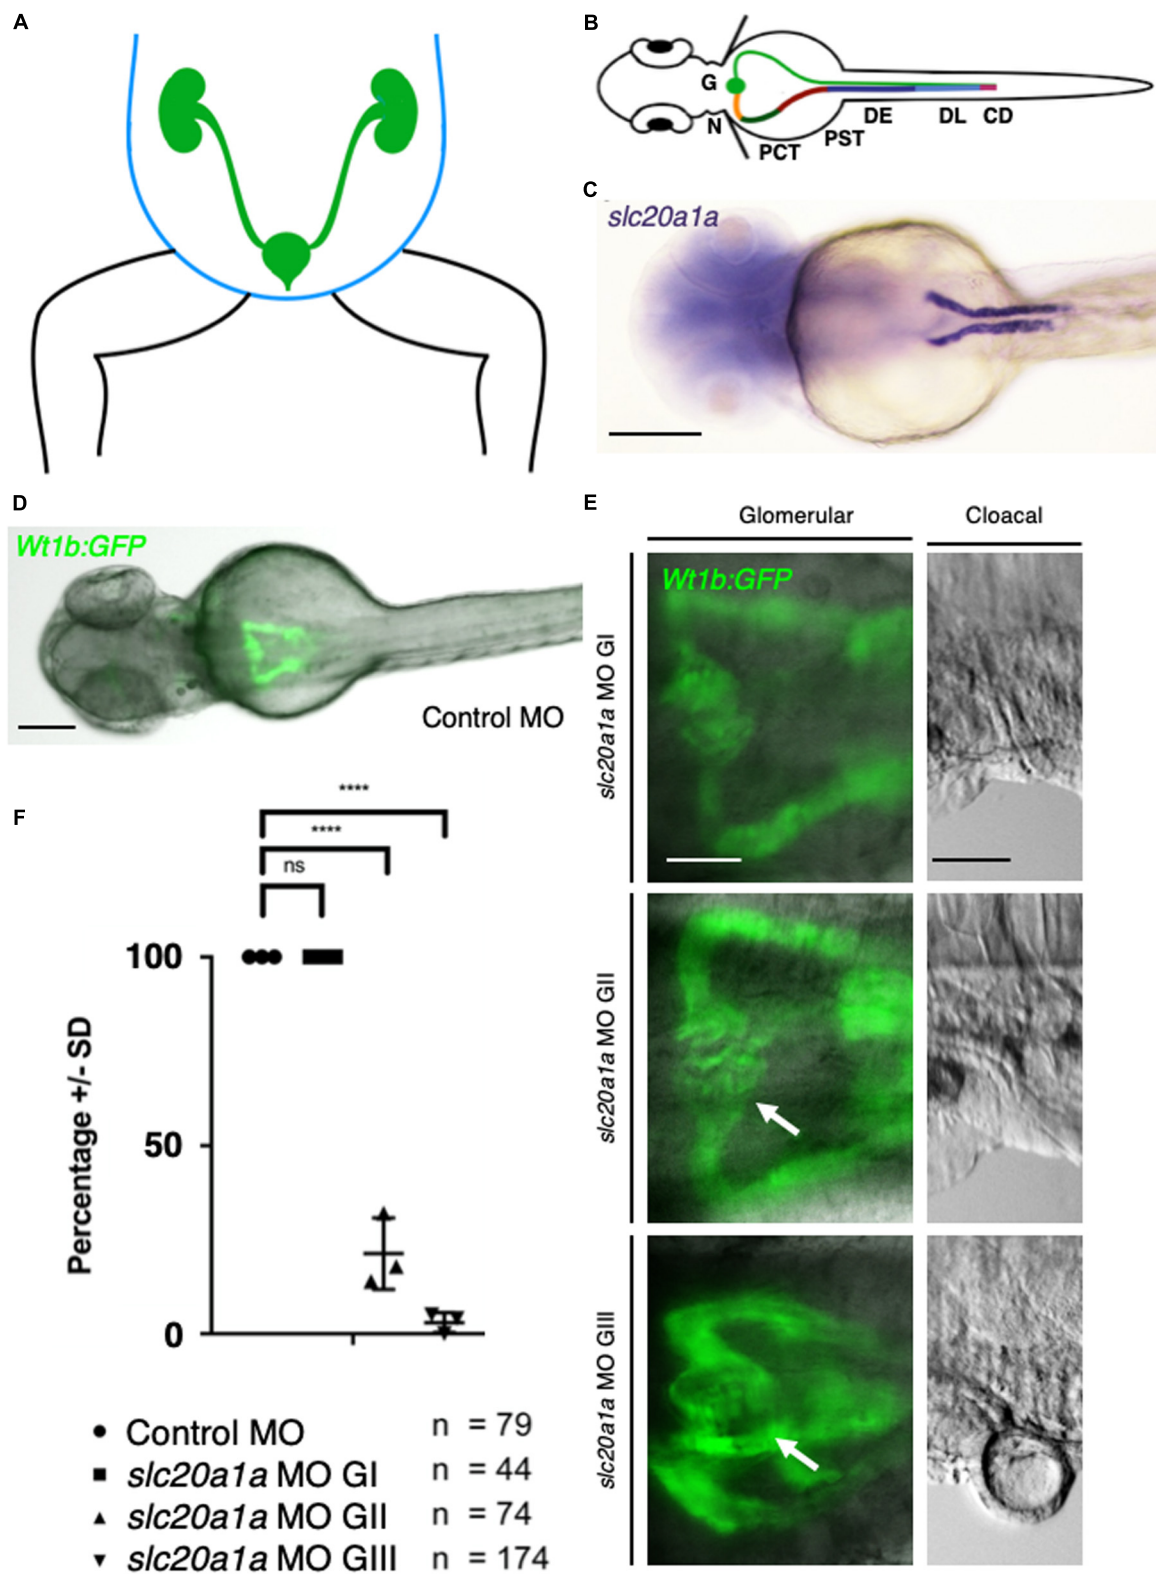 A
B
G
N
PCT
PST
DE
DL
CD
C
slc20a1a
D
Wt1b:GFP
Control MO
E
Glomerular
Cloacal
Wt1b:GFP
slc20a1a MO GI
slc20a1a MO GII
slc20a1a MO GIII
F
****
****
ns
100
50
0
Percentage +/- SD
Control MO n = 79
slc20a1a MO GI n = 44
slc20a1a MO GII n = 74
slc20a1a MO GIII n = 174